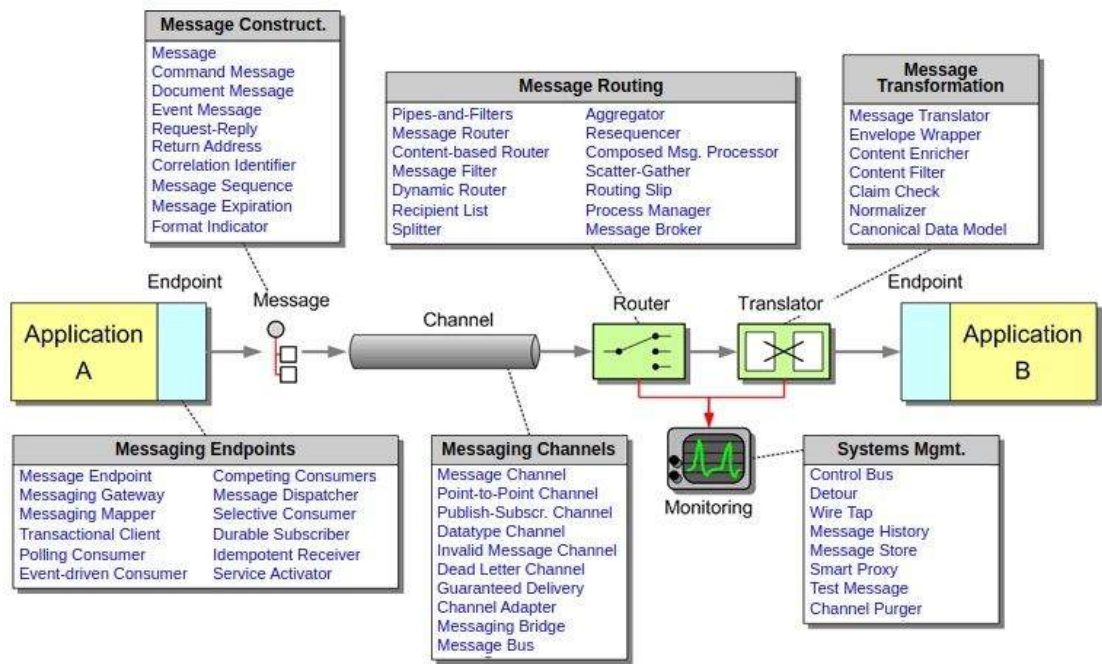 Message Construct.
Message
Command Message
Document Message
Event Message
Request-Reply
Return Address
Correlation Identifier
Message Sequence
Message Expiration
Format Indicator
Message Routing
Pipes-and-Filters
Message Router
Content-based Router
Message Filter
Dynamic Router
Recipient List
Splitter
Aggregator
Resequencer
Composed Msg. Processor
Scatter-Gather
Routing Slip
Process Manager
Message Broker
Message
Transformation
Message Translator
Envelope Wrapper
Content Enricher
Content Filter
Claim Check
Normalizer
Canonical Data Model
Endpoint
Message
Channel
Router
Translator
Endpoint
Application
A
Application
B
Messaging Endpoints
Message Endpoint
Messaging Gateway
Messaging Mapper
Transactional Client
Polling Consumer
Event-driven Consumer
Competing Consumers
Message Dispatcher
Selective Consumer
Durable Subscriber
Idempotent Receiver
Service Activator
Messaging Channels
Message Channel
Point-to-Point Channel
Publish-Subscr. Channel
Datatype Channel
Invalid Message Channel
Dead Letter Channel
Guaranteed Delivery
Channel Adapter
Messaging Bridge
Message Bus
Monitoring
Systems Mgmt.
Control Bus
Detour
Wire Tap
Message History
Message Store
Smart Proxy
Test Message
Channel Purger